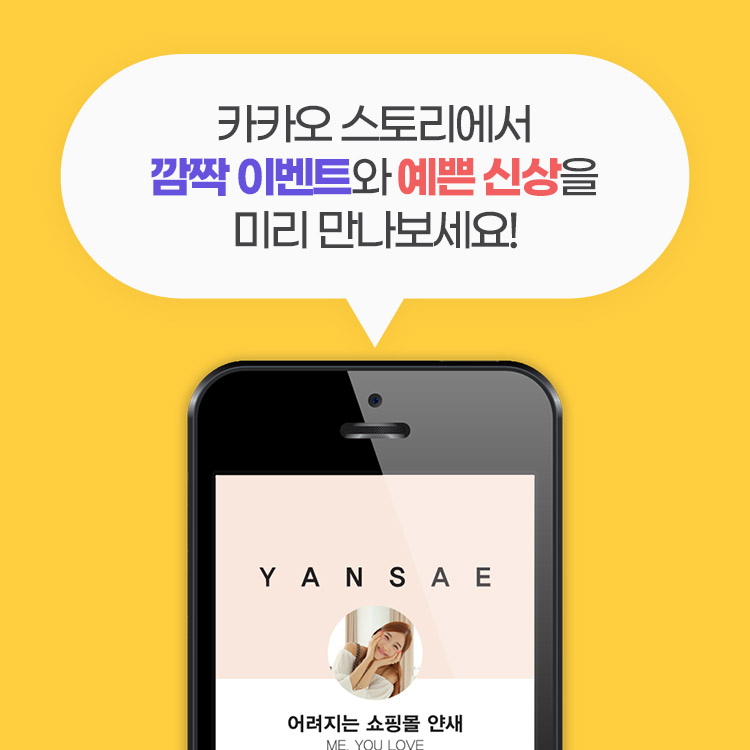 카카오 스토리에서
깜짝 이벤트와 예쁜 신상을
미리 만나보세요!
YANSAE
어려지는 쇼핑몰 얀새
ME, YOU LOVE